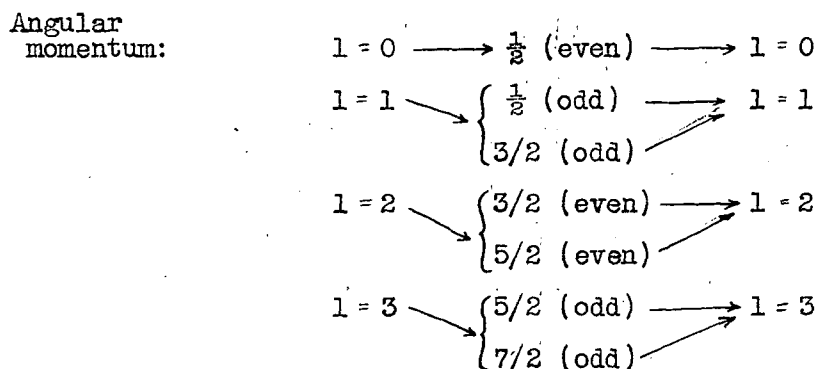 Angular
momentum:
l = 0 → ½ (even) → l = 0
l = 1 → { ½ (odd) → l = 1
3/2 (odd)
l = 2 → { 3/2 (even) → l = 2
5/2 (even)
l = 3 → { 5/2 (odd) → l = 3
7/2 (odd)